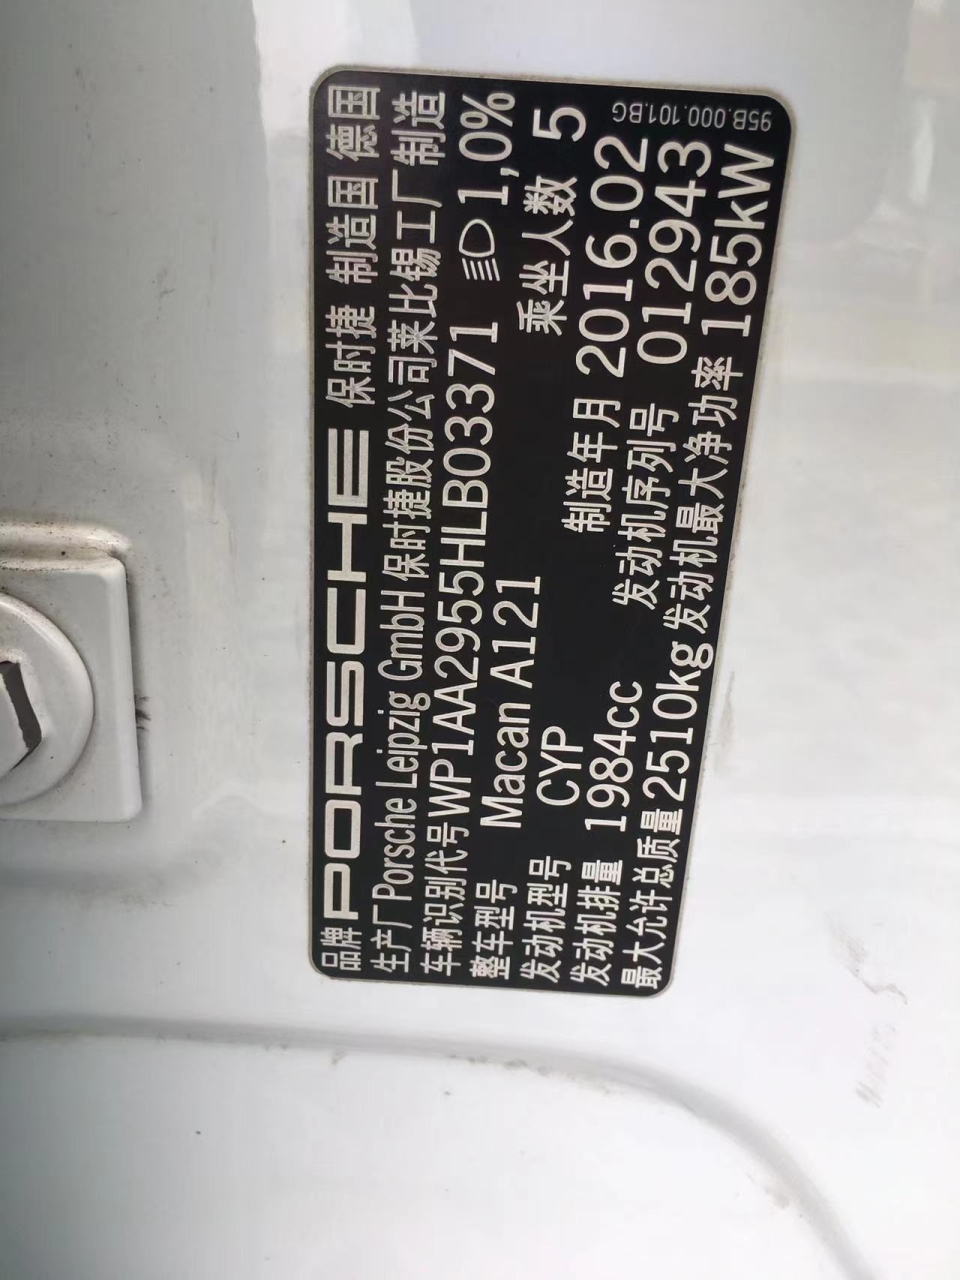 品牌 PORSCHE 保时捷 制造国 德国
生产厂 Porsche Leipzig GmbH 保时捷股份公司莱比锡工厂制造
车辆识别代号 WP1AA2955HLB03371 1,0%
整车型号 Macan A121 乘坐人数 5
发动机型号 CYP 制造年月 2016.02
发动机排量 1984cc 发动机序列号 012943
最大允许总质量 2510kg 发动机最大净功率 185kW
95B.000.101.BG